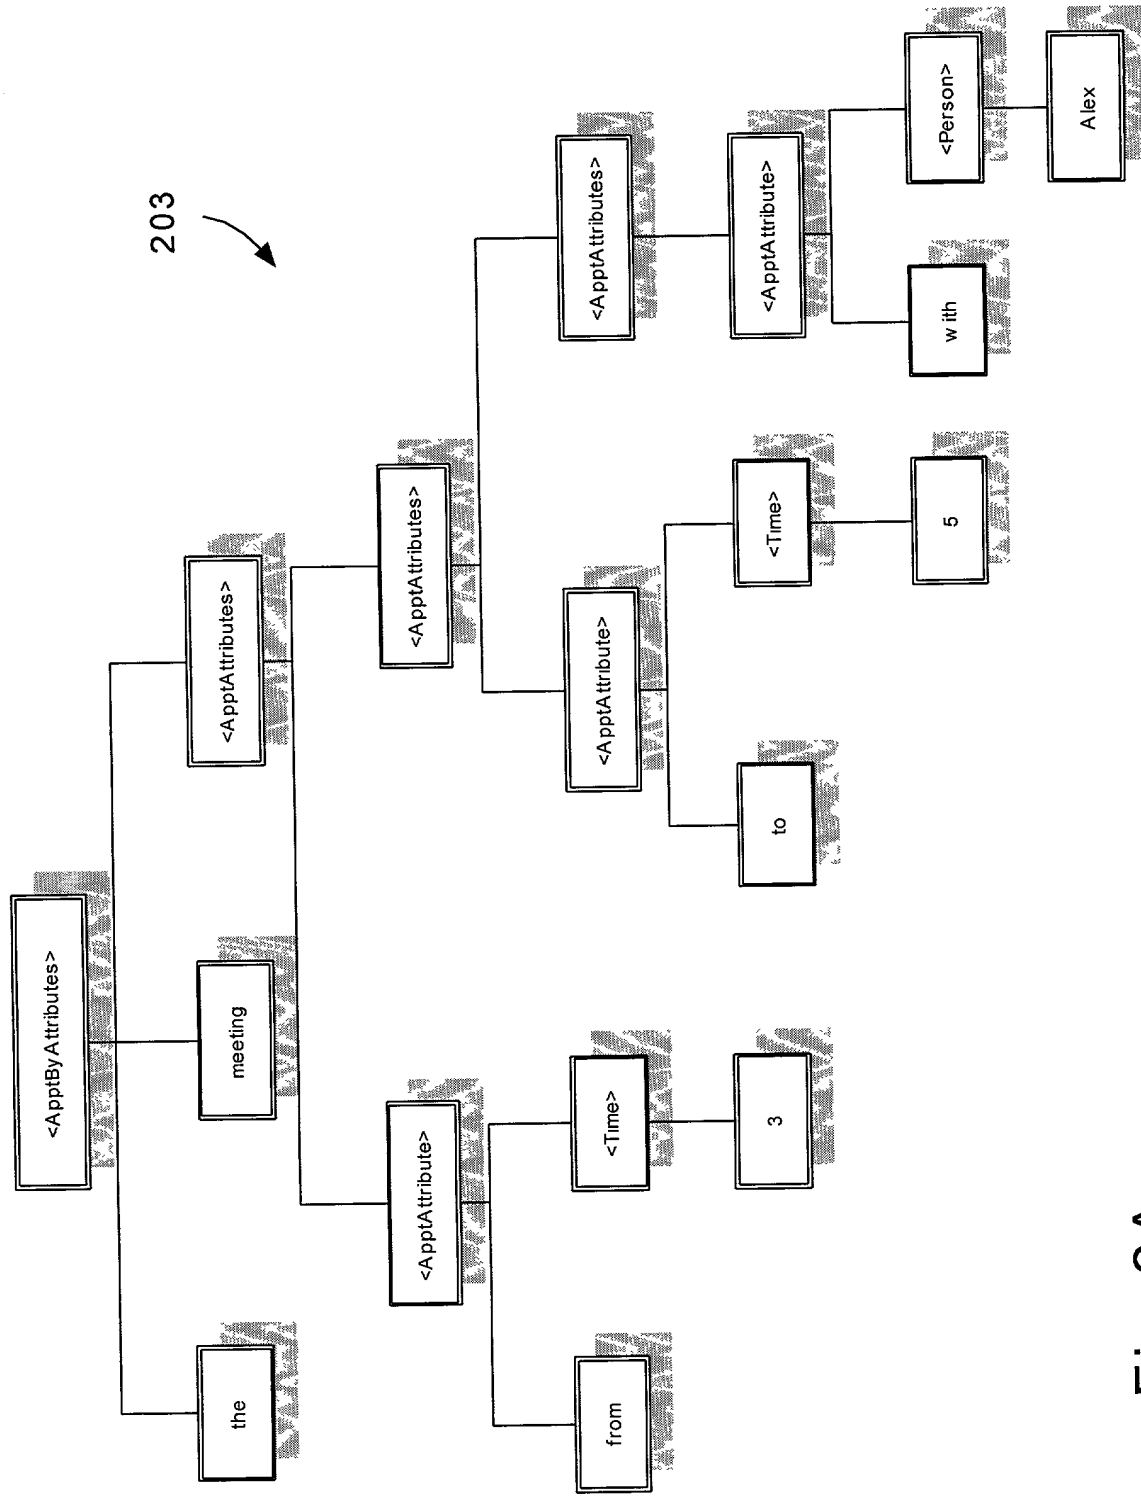 203
<ApptByAttributes>
the
meeting
<ApptAttributes>
<ApptAttribute>
<ApptAttributes>
from
<Time>
<ApptAttribute>
<ApptAttributes>
3
to
<Time>
<ApptAttribute>
5
with
<Person>
Alex